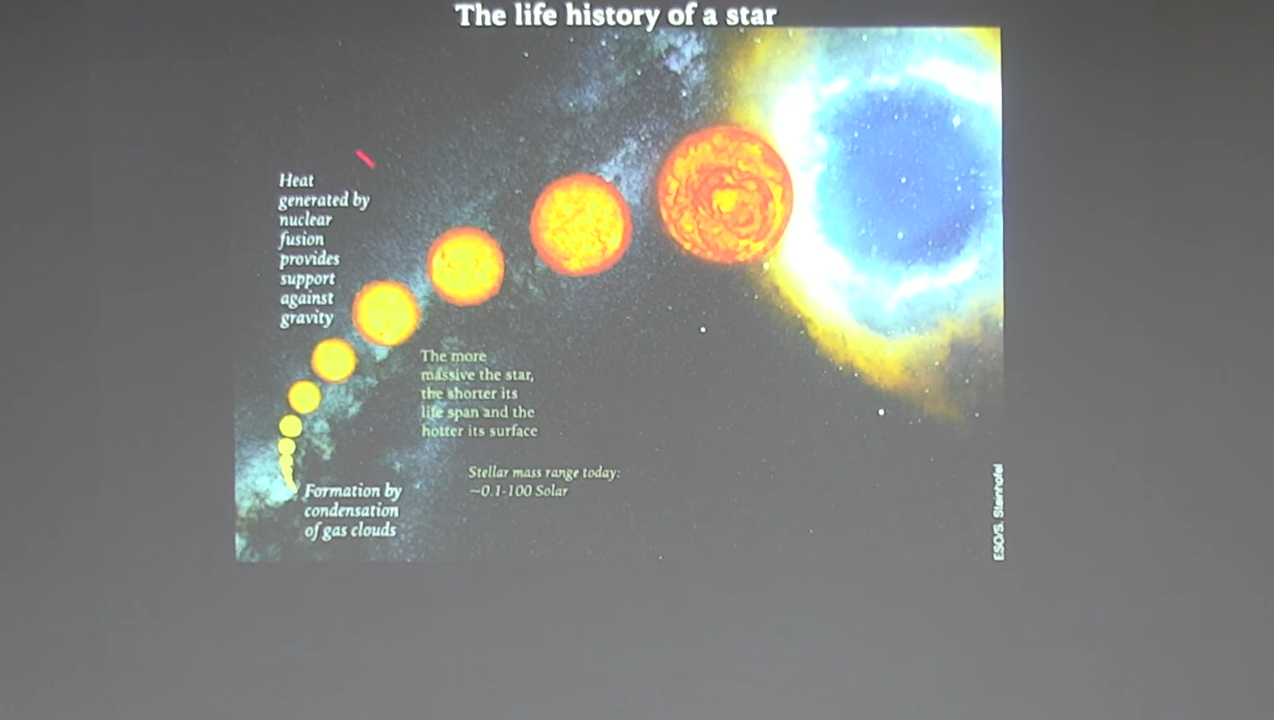 The life history of a star
Heat
generated by
nuclear
fusion
provides
support
against
gravity
The more
massive the star,
the shorter its
life span and the
hotter its surface
Stellar mass range today:
~0.1-100 Solar
Formation by
condensation
of gas clouds
ESO/S. Steinhofel